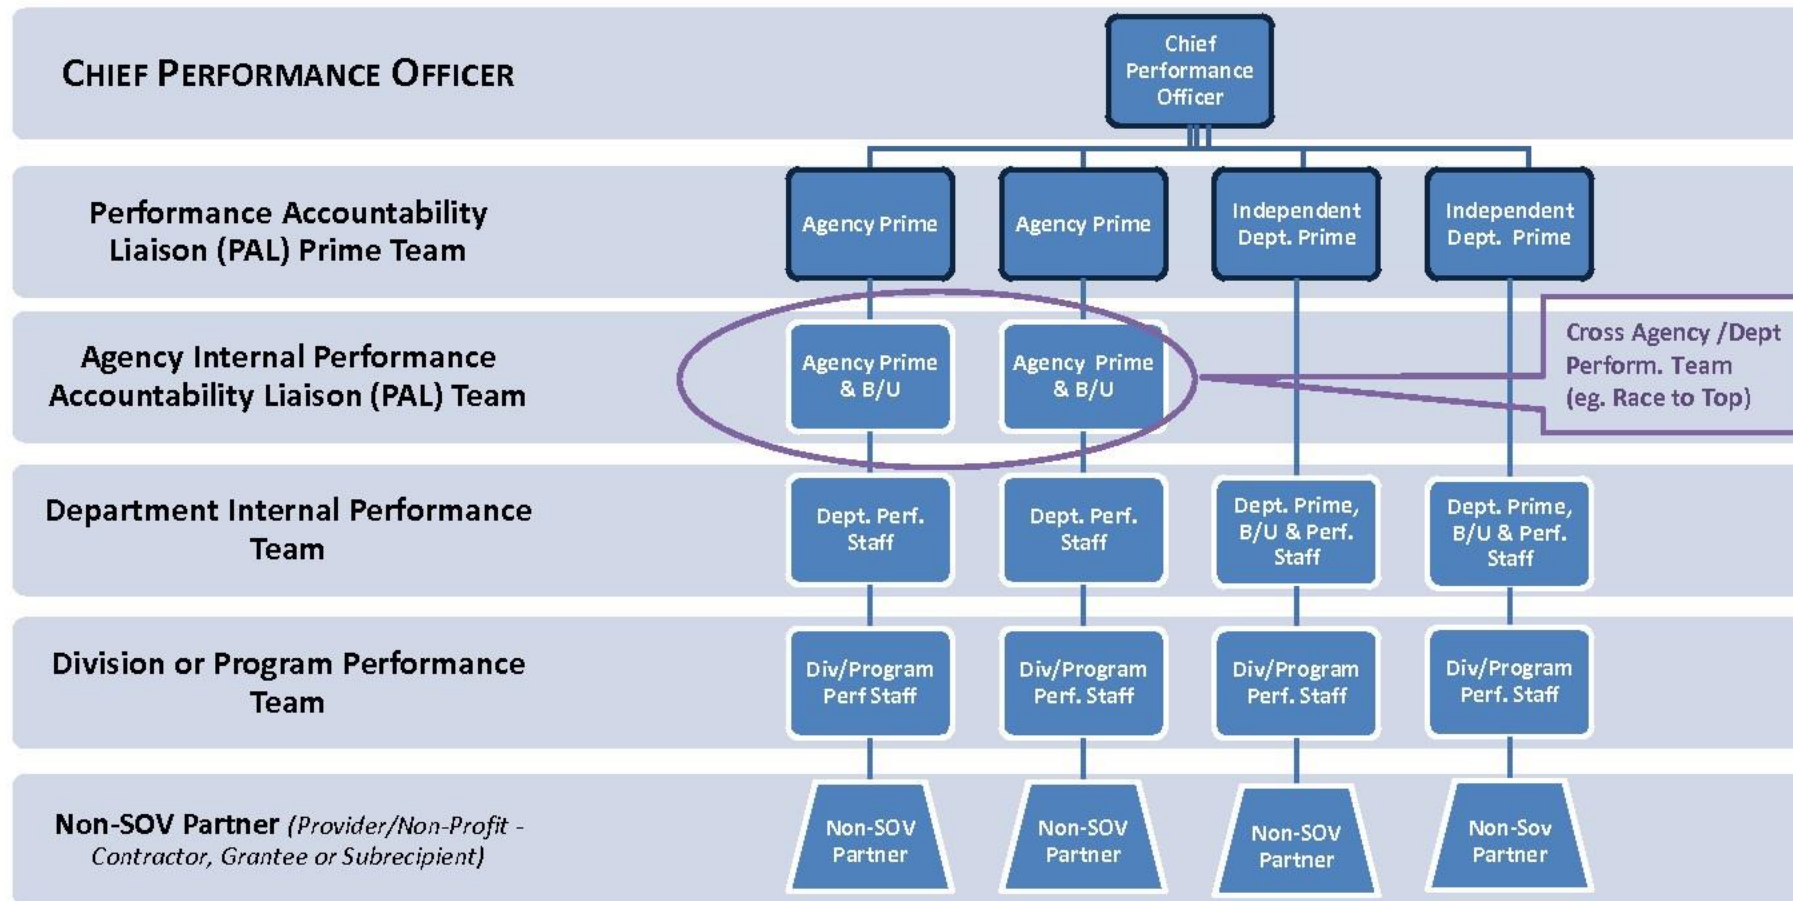 CHIEF PERFORMANCE OFFICER
Chief
Performance
Officer
Performance Accountability
Liaison (PAL) Prime Team
Agency Prime
Agency Prime
Independent
Dept. Prime
Independent
Dept. Prime
Agency Internal Performance
Accountability Liaison (PAL) Team
Agency Prime
& B/U
Agency Prime
& B/U
Cross Agency /Dept
Perform. Team
(eg. Race to Top)
Department Internal Performance
Team
Dept. Perf.
Staff
Dept. Perf.
Staff
Dept. Prime,
B/U & Perf.
Staff
Dept. Prime,
B/U & Perf.
Staff
Division or Program Performance
Team
Div/Program
Perf Staff
Div/Program
Perf. Staff
Div/Program
Perf. Staff
Div/Program
Perf. Staff
Non-SOV Partner (Provider/Non-Profit -
Contractor, Grantee or Subrecipient)
Non-SOV
Partner
Non-SOV
Partner
Non-SOV
Partner
Non-Sov
Partner